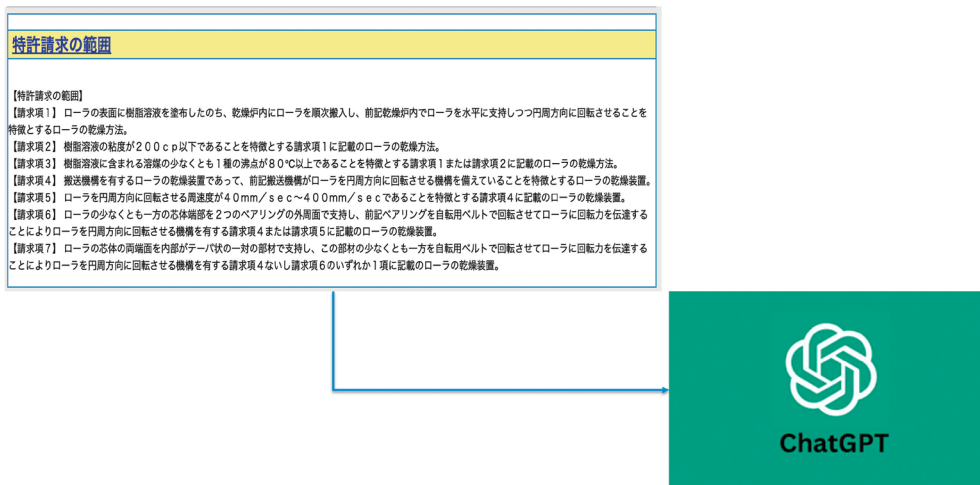 特許請求の範囲
【特許請求の範囲】
【請求項１】 ローラの表面に樹脂溶液を塗布したのち、乾燥炉内にローラを順次搬入し、前記乾燥炉内でローラを水平に支持しつつ円周方向に回転させることを
特徴とするローラの乾燥方法。
【請求項２】 樹脂溶液の粘度が２００ｃｐ以下であることを特徴とする請求項１に記載のローラの乾燥方法。
【請求項３】 樹脂溶液に含まれる溶媒の少なくとも１種の沸点が８０℃以上であることを特徴とする請求項１または請求項２に記載のローラの乾燥方法。
【請求項４】 搬送機構を有するローラの乾燥装置であって、前記搬送機構がローラを円周方向に回転させる機構を備えていることを特徴とするローラの乾燥装置。
【請求項５】 ローラを円周方向に回転させる周速度が４０ｍｍ／ｓｅｃ～４００ｍｍ／ｓｅｃであることを特徴とする請求項４に記載のローラの乾燥装置。
【請求項６】 ローラの少なくとも一方の芯体端部を２つのベアリングの外周面で支持し、前記ベアリングを自転用ベルトで回転させてローラに回転力を伝達する
ことによりローラを円周方向に回転させる機構を有する請求項４または請求項５に記載のローラの乾燥装置。
【請求項７】 ローラの芯体の両端面を内部がテーパ状の一対の部材で支持し、この部材の少なくとも一方を自転用ベルトで回転させてローラに回転力を伝達する
ことによりローラを円周方向に回転させる機構を有する請求項４ないし請求項６のいずれか１項に記載のローラの乾燥装置。
ChatGPT